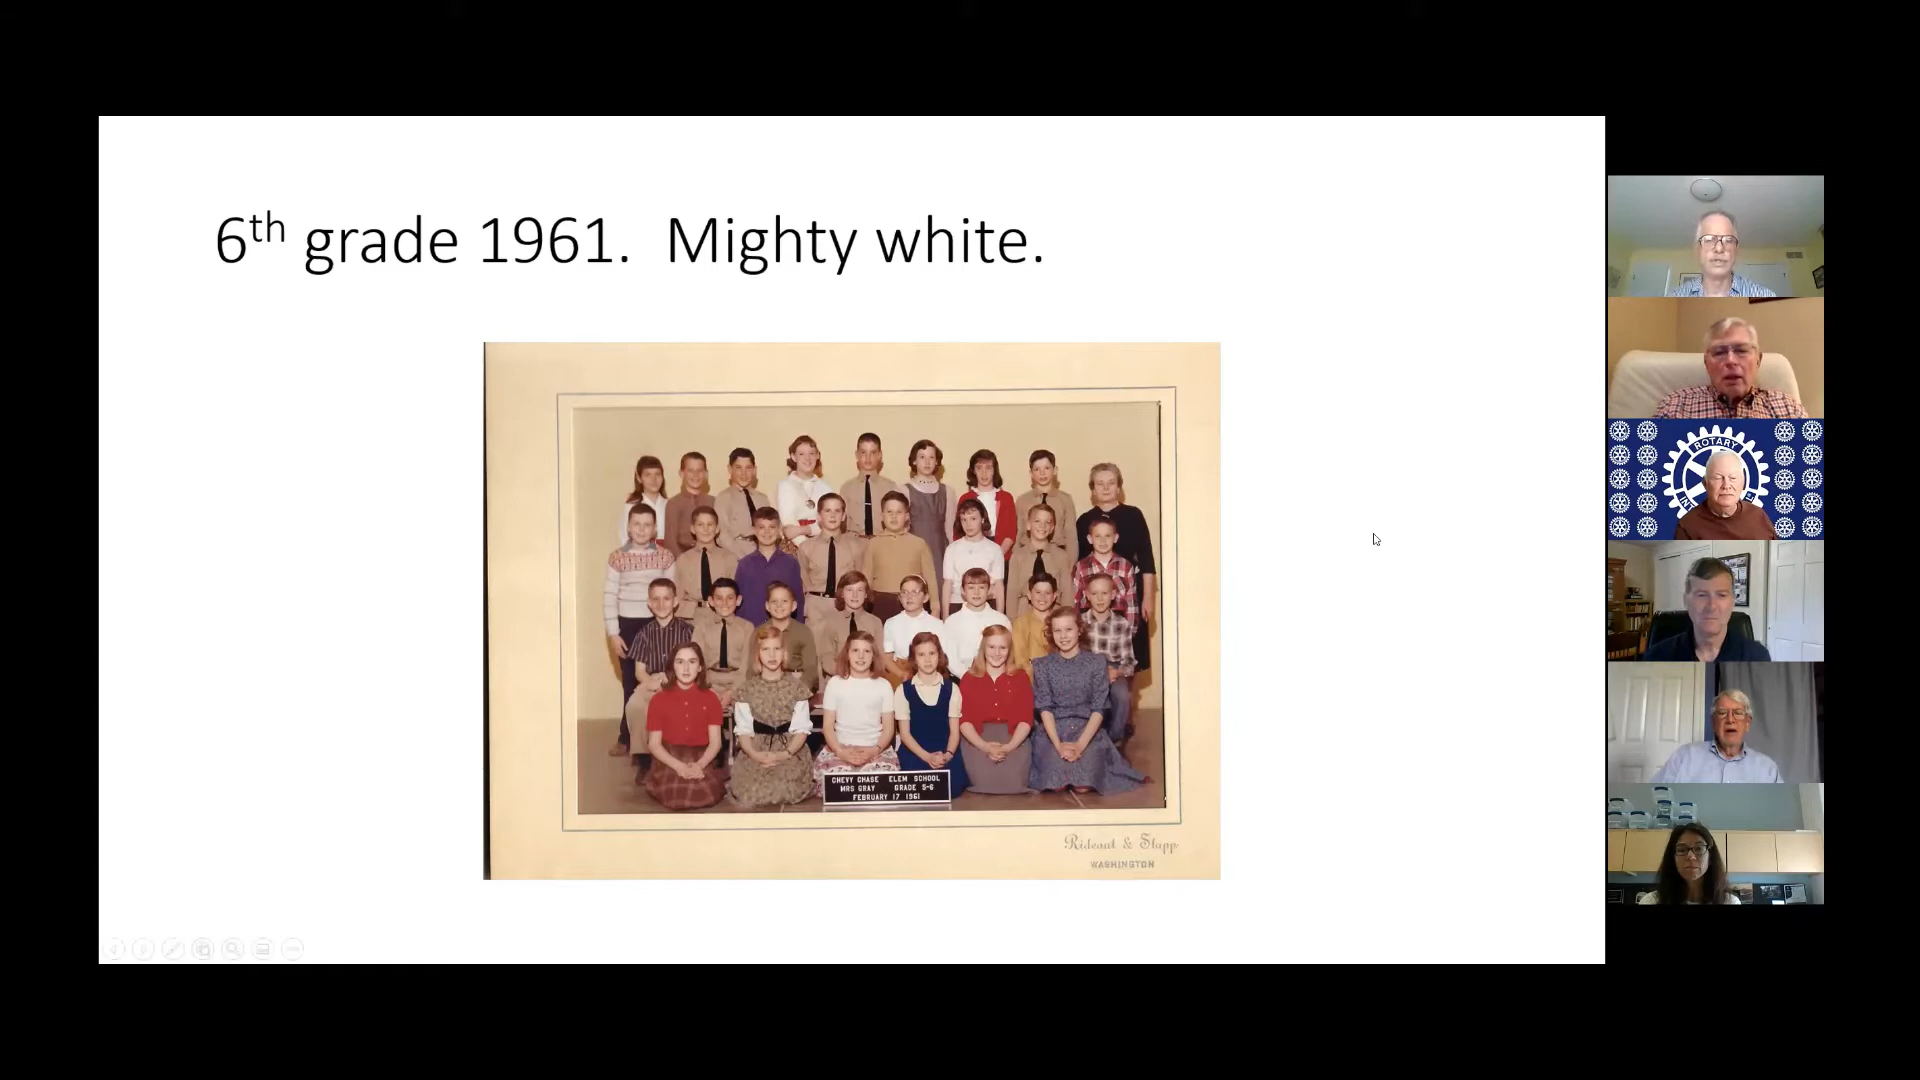 6th grade 1961. Mighty white.
CHEVY CHASE ELEM SCHOOL
MRS GRAY GRADE 5-6
FEBRUARY 17 1961
Rideout & Stapp
WASHINGTON
ROTARY